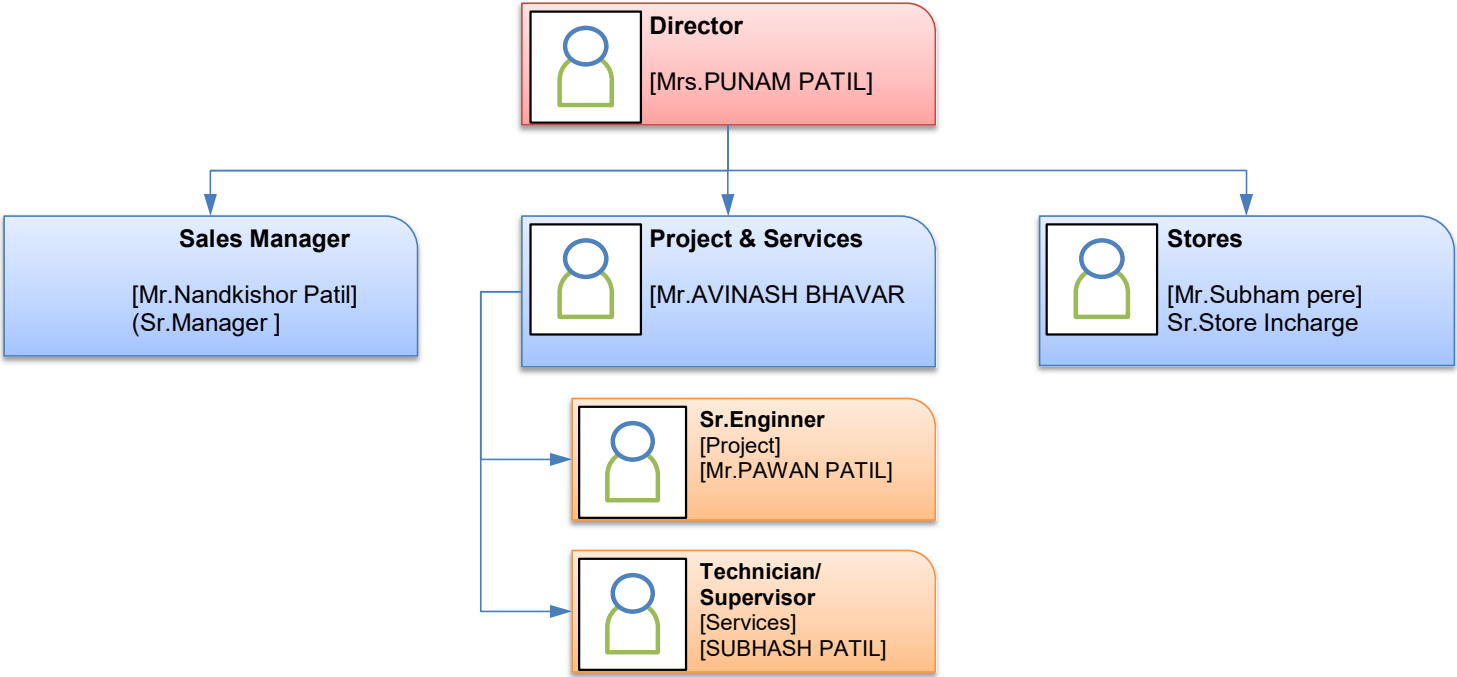 Director
[Mrs.PUNAM PATIL]
Sales Manager
[Mr.Nandkishor Patil]
(Sr.Manager ]
Project & Services
[Mr.AVINASH BHAVAR
Stores
[Mr.Subham pere]
Sr.Store Incharge
Sr.Enginner
[Project]
[Mr.PAWAN PATIL]
Technician/
Supervisor
[Services]
[SUBHASH PATIL]